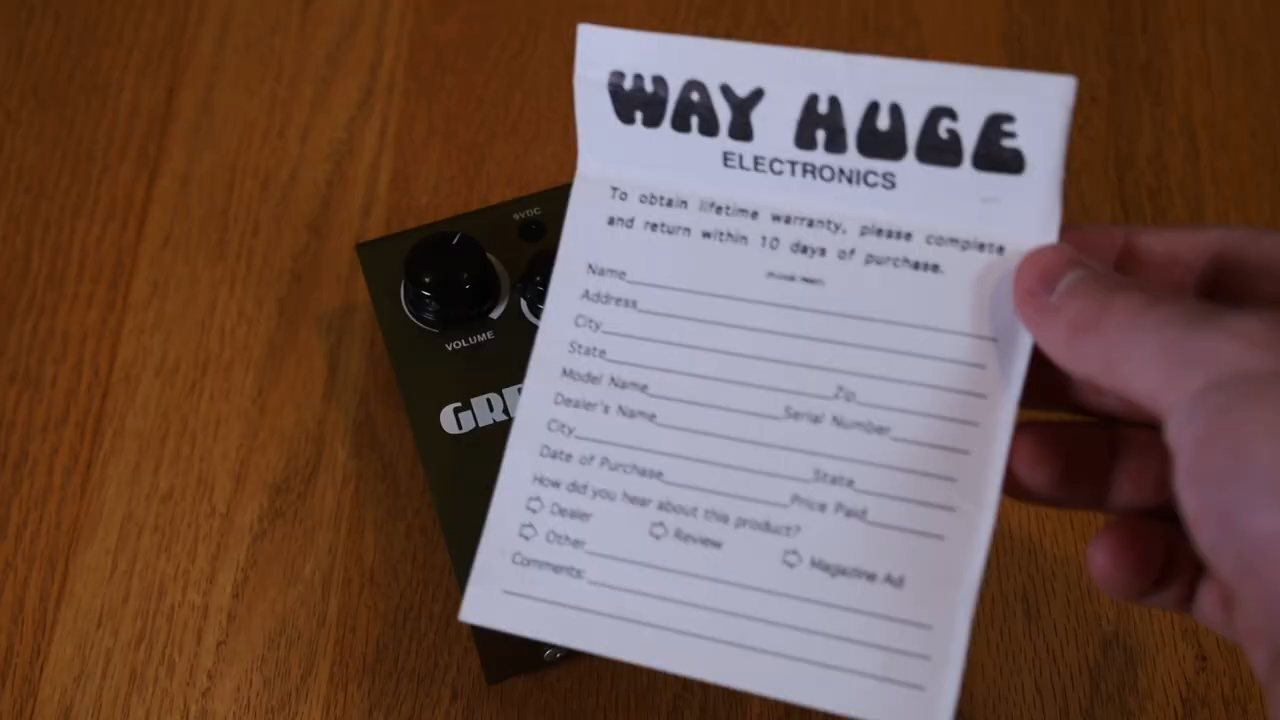 WAY HUGE
ELECTRONICS
To obtain lifetime warranty, please complete
and return within 10 days of purchase.
Name
Address
City
State Zip
Model Name Serial Number
Dealer's Name
City State
Date of Purchase Price Paid
How did you hear about this product?
Dealer Review Magazine Ad
Other
Comments:
9VDC
VOLUME